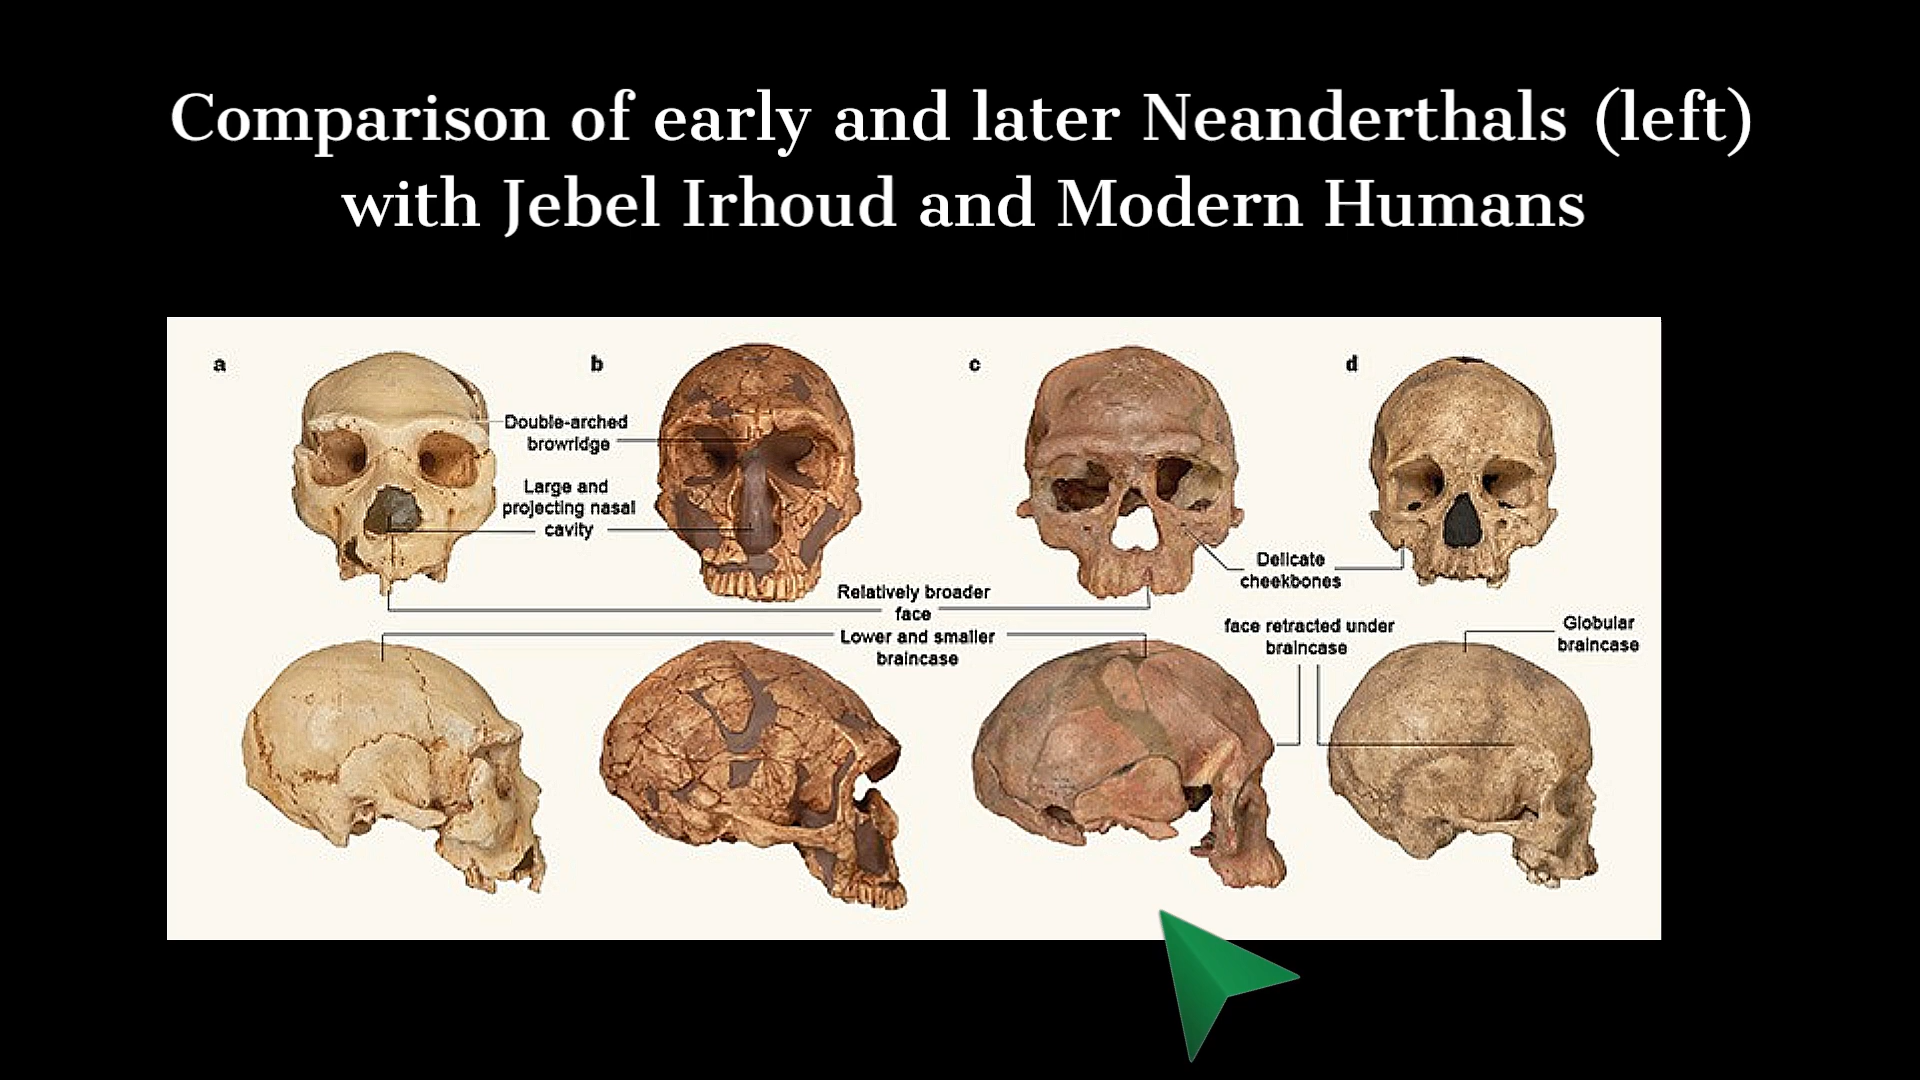 Comparison of early and later Neanderthals (left)
with Jebel Irhoud and Modern Humans
a
b
c
d
Double-arched
browridge
Large and
projecting nasal
cavity
Delicate
cheekbones
Relatively broader
face
Lower and smaller
braincase
face retracted under
braincase
Globular
braincase